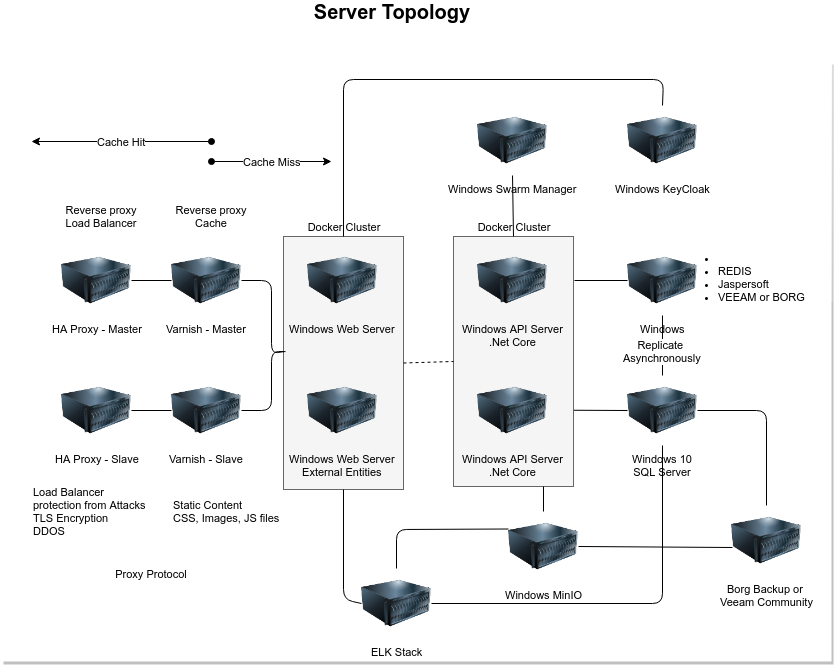 Server Topology
Cache Hit
Cache Miss
Windows Swarm Manager
Windows KeyCloak
Reverse proxy
Load Balancer
Reverse proxy
Cache
Docker Cluster
Docker Cluster
REDIS
Jaspersoft
VEEAM or BORG
HA Proxy - Master
Varnish - Master
Windows Web Server
Windows API Server
.Net Core
Windows
Replicate
Asynchronously
HA Proxy - Slave
Varnish - Slave
Windows Web Server
External Entities
Windows API Server
.Net Core
Windows 10
SQL Server
Load Balancer
protection from Attacks
TLS Encryption
DDOS
Static Content
CSS, Images, JS files
Proxy Protocol
Windows MinIO
Borg Backup or
Veeam Community
ELK Stack